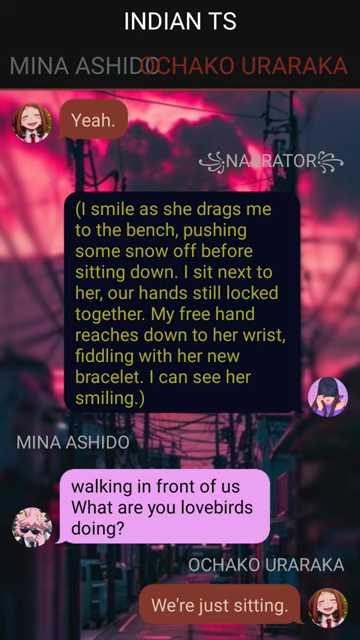 INDIAN TS
MINA ASHIDO
OCHAKO URARAKA
Yeah.
꧁NARRATOR꧂
(I smile as she drags me
to the bench, pushing
some snow off before
sitting down. I sit next to
her, our hands still locked
together. My free hand
reaches down to her wrist,
fiddling with her new
bracelet. I can see her
smiling.)
MINA ASHIDO
walking in front of us
What are you lovebirds
doing?
OCHAKO URARAKA
We're just sitting.